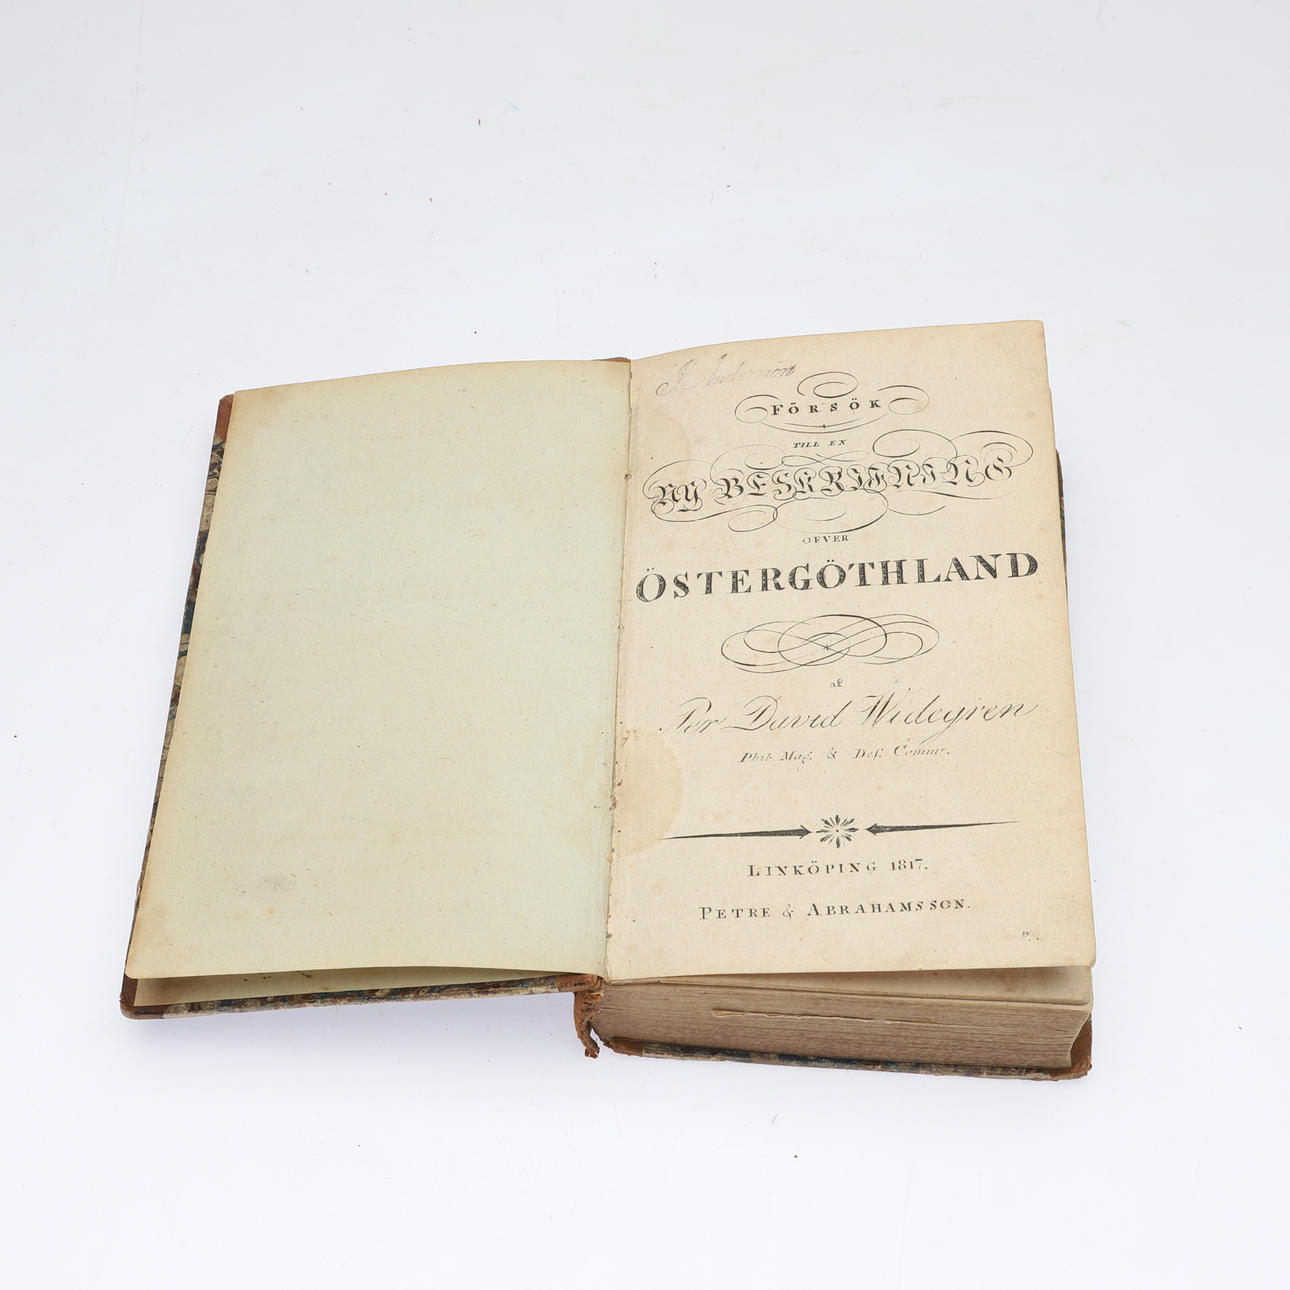 Andersson
FÖRSÖK
TILL EN
NY BESKRIFNING
ÖFVER
ÖSTERGÖTHLAND
af
Per David Widegren
Phil. Mag. & Def. Commr.
LINKÖPING 1817.
PETRE & ABRAHAMSSON.